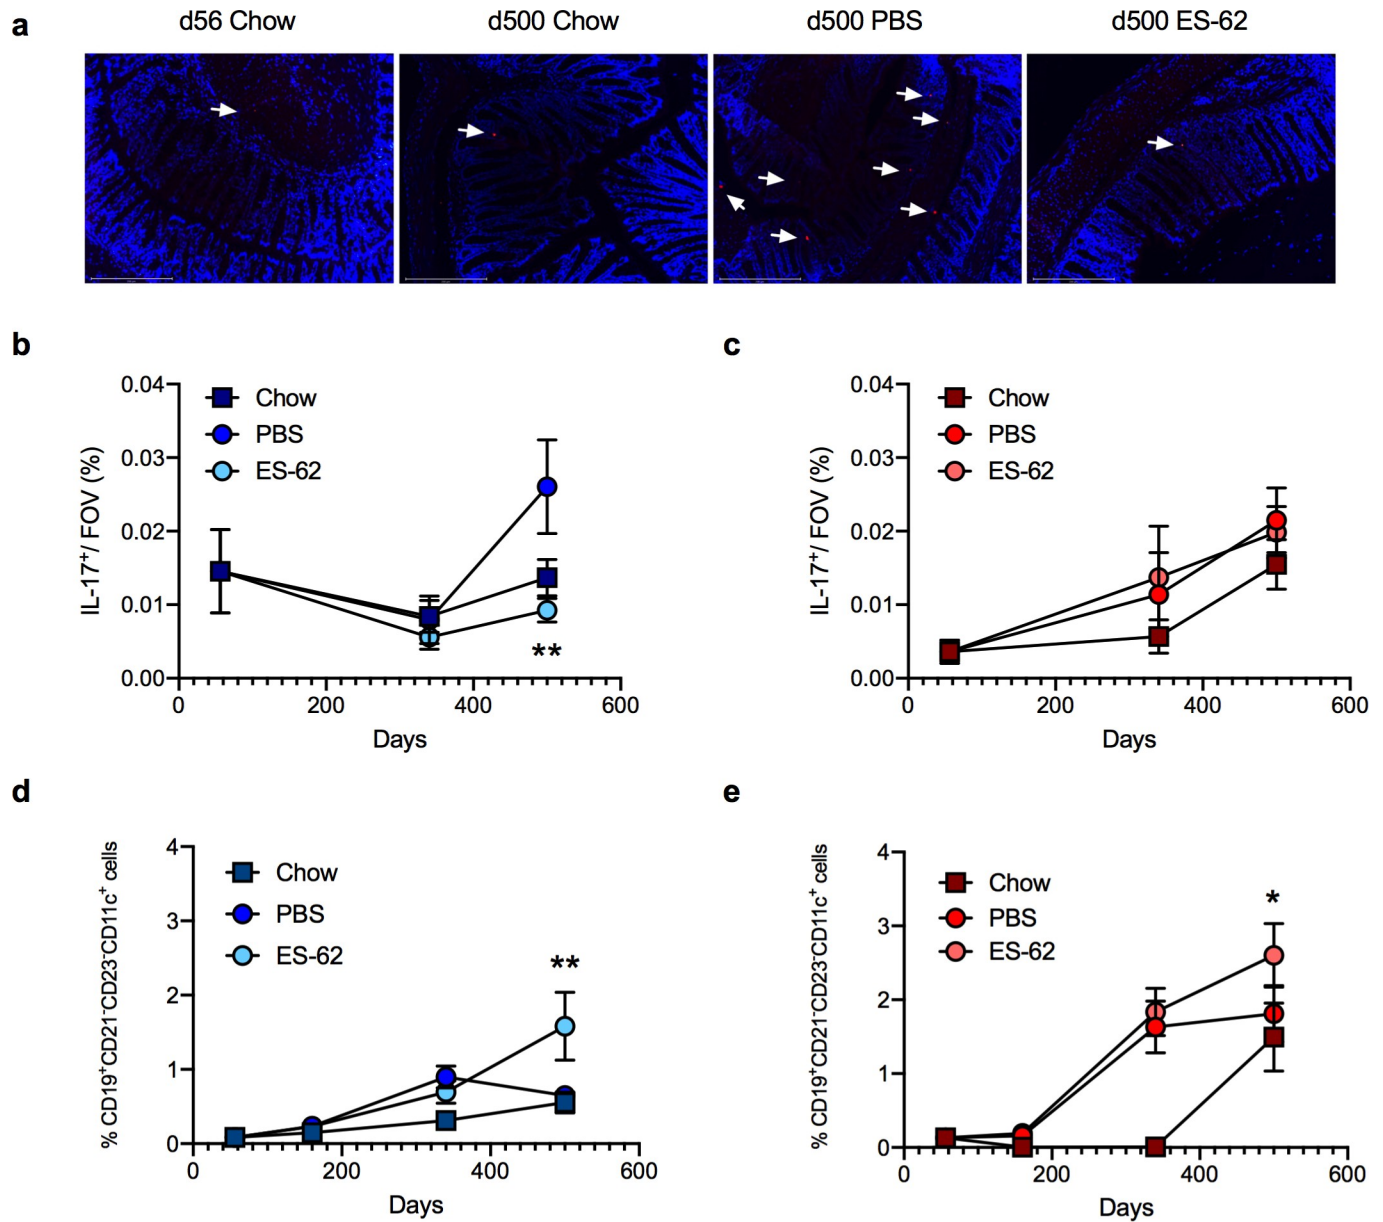 a
d56 Chow d500 Chow d500 PBS d500 ES-62
b
IL-17⁺/ FOV (%)
0.04
0.03
0.02
0.01
0.00
Chow
PBS
ES-62
**
0 200 400 600
Days
c
IL-17⁺/ FOV (%)
0.04
0.03
0.02
0.01
0.00
Chow
PBS
ES-62
0 200 400 600
Days
d
% CD19⁺CD21⁻CD23⁻CD11c⁺ cells
4
3
2
1
0
Chow
PBS
ES-62
**
0 200 400 600
Days
e
% CD19⁺CD21⁻CD23⁻CD11c⁺ cells
4
3
2
1
0
Chow
PBS
ES-62
*
0 200 400 600
Days